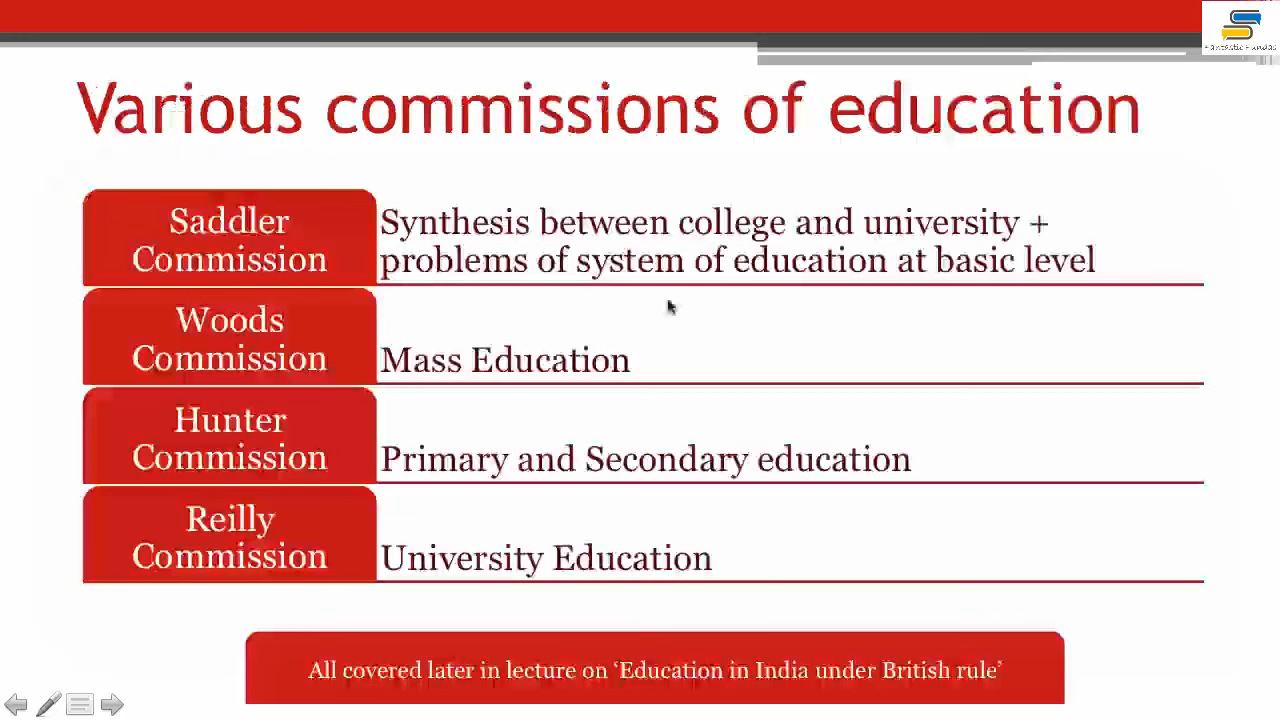 Fantastic Fundas
Various commissions of education
Saddler
Commission
Synthesis between college and university +
problems of system of education at basic level
Woods
Commission
Mass Education
Hunter
Commission
Primary and Secondary education
Reilly
Commission
University Education
All covered later in lecture on ‘Education in India under British rule’